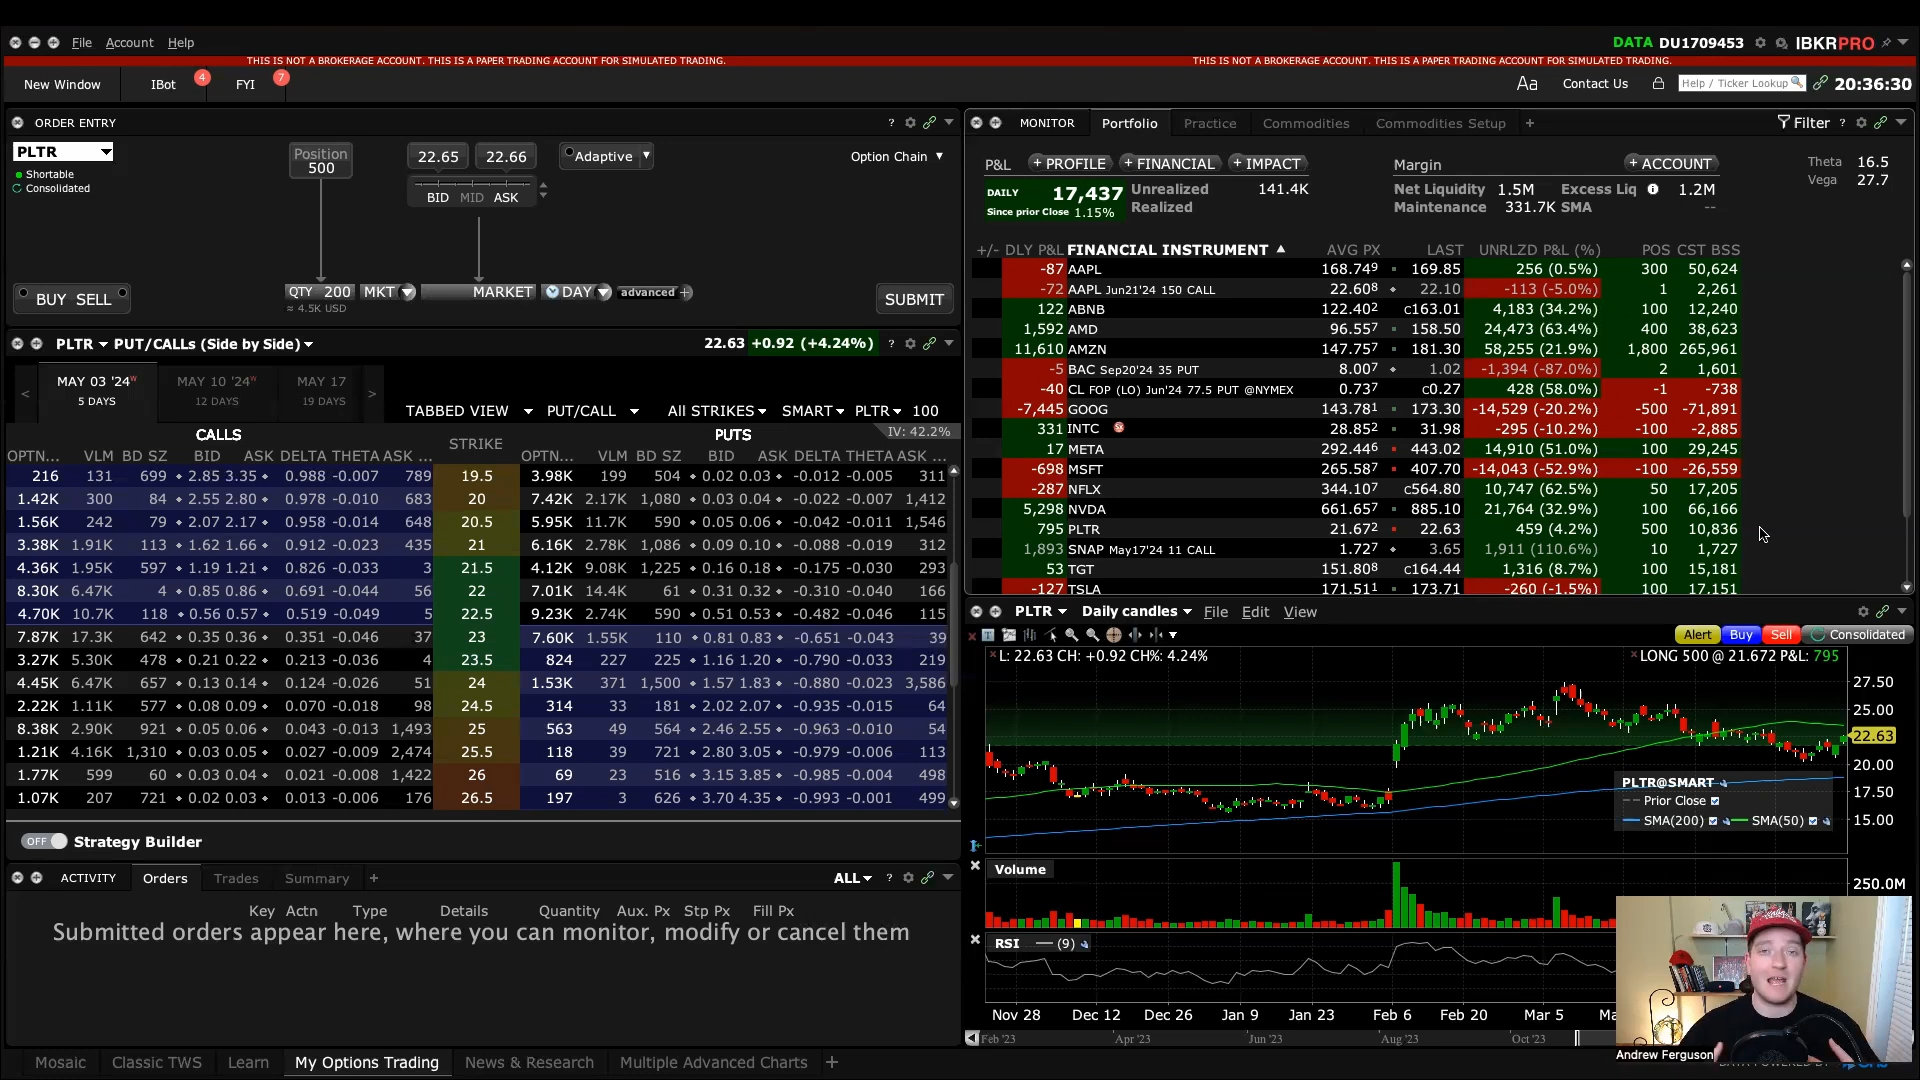 File Account Help
DATA DU1709453 IBKRPRO
THIS IS NOT A BROKERAGE ACCOUNT. THIS IS A PAPER TRADING ACCOUNT FOR SIMULATED TRADING.
THIS IS NOT A BROKERAGE ACCOUNT. THIS IS A PAPER TRADING ACCOUNT FOR SIMULATED TRADING.
New Window IBot 4 FYI 7
Aa Contact Us Help / Ticker Lookup 20:36:30
ORDER ENTRY ?
PLTR
Shortable
Consolidated
Position
500
22.65 22.66 Adaptive Option Chain
BID MID ASK
BUY SELL QTY 200 MKT MARKET DAY advanced + SUBMIT
≈ 4.5K USD
PLTR PUT/CALLs (Side by Side) 22.63 +0.92 (+4.24%) ?
< MAY 03 '24W MAY 10 '24W MAY 17 >
5 DAYS 12 DAYS 19 DAYS
TABBED VIEW PUT/CALL All STRIKES SMART PLTR 100
CALLS STRIKE PUTS IV: 42.2%
OPTN... VLM BD SZ BID ASK DELTA THETA ASK ... OPTN... VLM BD SZ BID ASK DELTA THETA ASK ...
216 131 699 2.85 3.35 0.988 -0.007 789 19.5 3.98K 199 504 0.02 0.03 -0.012 -0.005 311
1.42K 300 84 2.55 2.80 0.978 -0.010 683 20 7.42K 2.17K 1,080 0.03 0.04 -0.022 -0.007 1,412
1.56K 242 79 2.07 2.17 0.958 -0.014 648 20.5 5.95K 11.7K 590 0.05 0.06 -0.042 -0.011 1,546
3.38K 1.91K 113 1.62 1.66 0.912 -0.023 435 21 6.16K 2.78K 1,086 0.09 0.10 -0.088 -0.019 312
4.36K 1.95K 597 1.19 1.21 0.826 -0.033 3 21.5 4.12K 9.08K 1,225 0.16 0.18 -0.175 -0.030 293
8.30K 6.47K 4 0.85 0.86 0.691 -0.044 56 22 7.01K 14.4K 61 0.31 0.32 -0.310 -0.040 166
4.70K 10.7K 118 0.56 0.57 0.519 -0.049 5 22.5 9.23K 2.74K 590 0.51 0.53 -0.482 -0.046 115
7.87K 17.3K 642 0.35 0.36 0.351 -0.046 37 23 7.60K 1.55K 110 0.81 0.83 -0.651 -0.043 39
3.27K 5.30K 478 0.21 0.22 0.213 -0.036 4 23.5 824 227 225 1.16 1.20 -0.790 -0.033 219
4.45K 6.47K 657 0.13 0.14 0.124 -0.026 51 24 1.53K 371 1,500 1.57 1.83 -0.880 -0.023 3,586
2.22K 1.11K 577 0.08 0.09 0.070 -0.018 98 24.5 314 33 181 2.02 2.07 -0.935 -0.015 64
8.38K 2.90K 921 0.05 0.06 0.043 -0.013 1,493 25 563 49 564 2.46 2.55 -0.963 -0.010 54
1.21K 4.16K 1,310 0.03 0.05 0.027 -0.009 2,474 25.5 118 39 721 2.80 3.05 -0.979 -0.006 113
1.77K 599 60 0.03 0.04 0.021 -0.008 1,422 26 69 23 516 3.15 3.85 -0.985 -0.004 498
1.07K 207 721 0.02 0.03 0.013 -0.006 176 26.5 197 3 626 3.70 4.35 -0.993 -0.001 499
OFF Strategy Builder
ACTIVITY Orders Trades Summary + ALL ?
Key Actn Type Details Quantity Aux. Px Stp Px Fill Px
Submitted orders appear here, where you can monitor, modify or cancel them
MONITOR Portfolio Practice Commodities Commodities Setup + Filter ?
P&L + PROFILE + FINANCIAL + IMPACT Margin + ACCOUNT Theta 16.5
DAILY 17,437 Unrealized 141.4K Net Liquidity 1.5M Excess Liq 1.2M Vega 27.7
Since prior Close 1.15% Realized Maintenance 331.7K SMA --
+/- DLY P&L FINANCIAL INSTRUMENT AVG PX LAST UNRLZD P&L (%) POS CST BSS
-87 AAPL 168.749 169.85 256 (0.5%) 300 50,624
-72 AAPL Jun21'24 150 CALL 22.608 22.10 -113 (-5.0%) 1 2,261
122 ABNB 122.402 c163.01 4,183 (34.2%) 100 12,240
1,592 AMD 96.557 158.50 24,473 (63.4%) 400 38,623
11,610 AMZN 147.757 181.30 58,255 (21.9%) 1,800 265,961
-5 BAC Sep20'24 35 PUT 8.007 1.02 -1,394 (-87.0%) 2 1,601
-40 CL FOP (LO) Jun'24 77.5 PUT @NYMEX 0.737 c0.27 428 (58.0%) -1 -738
-7,445 GOOG 143.781 173.30 -14,529 (-20.2%) -500 -71,891
331 INTC 28.852 31.98 -295 (-10.2%) -100 -2,885
17 META 292.446 443.02 14,910 (51.0%) 100 29,245
-698 MSFT 265.587 407.70 -14,043 (-52.9%) -100 -26,559
-287 NFLX 344.107 c564.80 10,747 (62.5%) 50 17,205
5,298 NVDA 661.657 885.10 21,764 (32.9%) 100 66,166
795 PLTR 21.672 22.63 459 (4.2%) 500 10,836
1,893 SNAP May17'24 11 CALL 1.727 3.65 1,911 (110.6%) 10 1,727
53 TGT 151.808 c164.44 1,316 (8.7%) 100 15,181
-127 TSLA 171.511 173.71 -260 (-1.5%) 100 17,151
PLTR Daily candles File Edit View
Alert Buy Sell Consolidated
L: 22.63 CH: +0.92 CH%: 4.24% LONG 500 @ 21.672 P&L: 795
27.50
25.00
22.63
20.00
17.50
15.00
PLTR@SMART
Prior Close
SMA(200) SMA(50)
Volume
250.0M
RSI (9)
Nov 28 Dec 12 Dec 26 Jan 9 Jan 23 Feb 6 Feb 20 Mar 5
Feb '23 Apr '23 Jun '23 Aug '23 Oct '23
Andrew Ferguson
Mosaic Classic TWS Learn My Options Trading News & Research Multiple Advanced Charts +